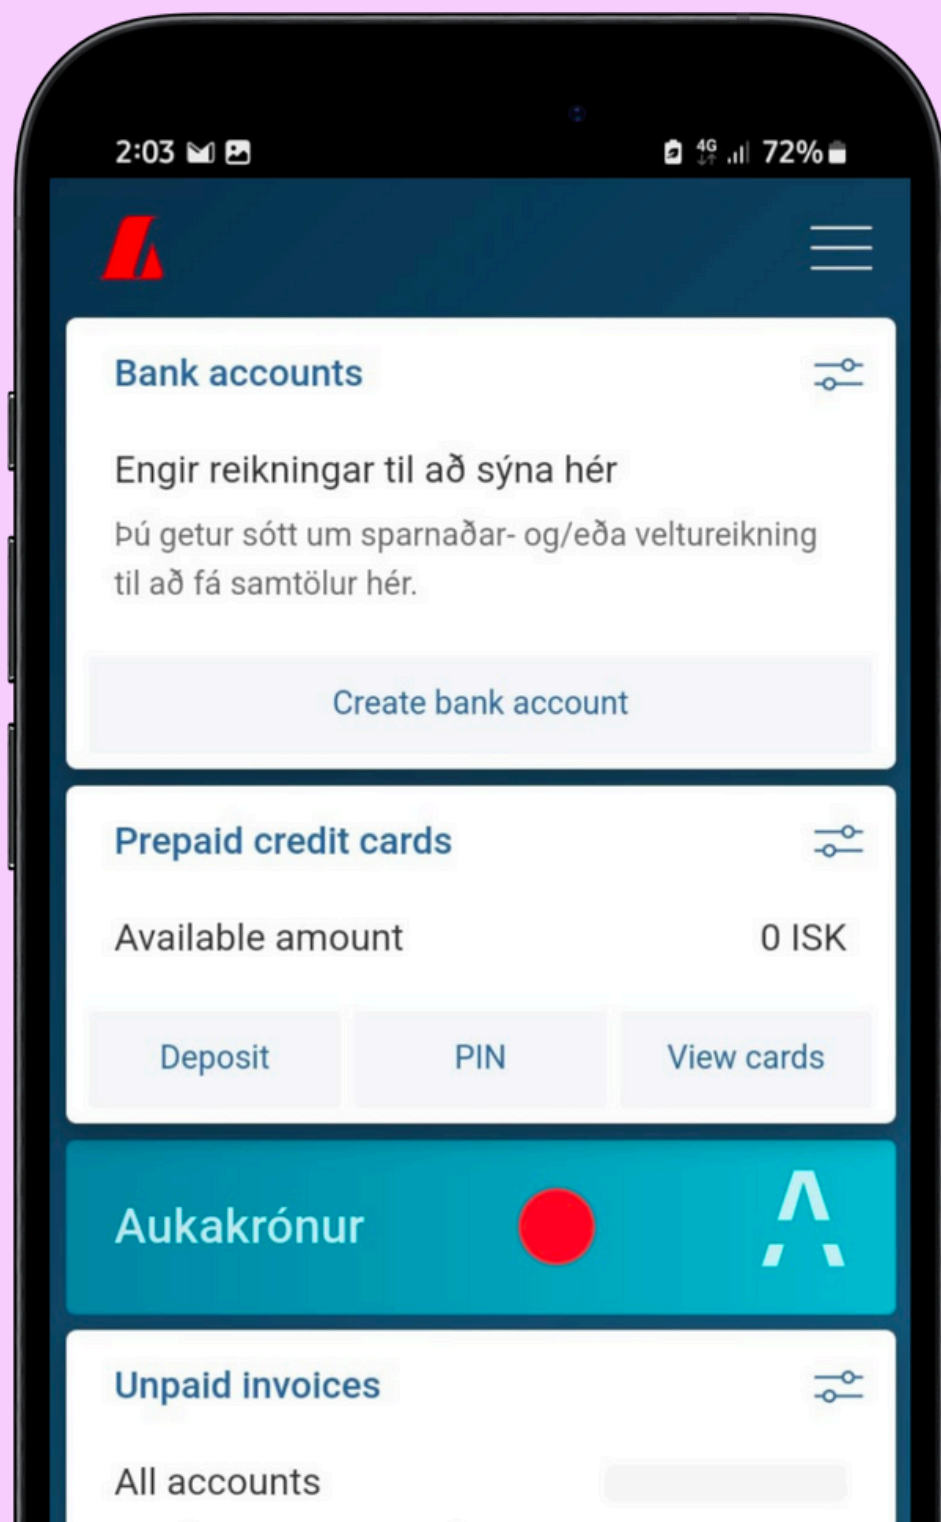 2:03
4G 72%
Bank accounts
Engir reikningar til að sýna hér
Þú getur sótt um sparnaðar- og/eða veltureikning
til að fá samtölur hér.
Create bank account
Prepaid credit cards
Available amount 0 ISK
Deposit PIN View cards
Aukakrónur
Unpaid invoices
All accounts